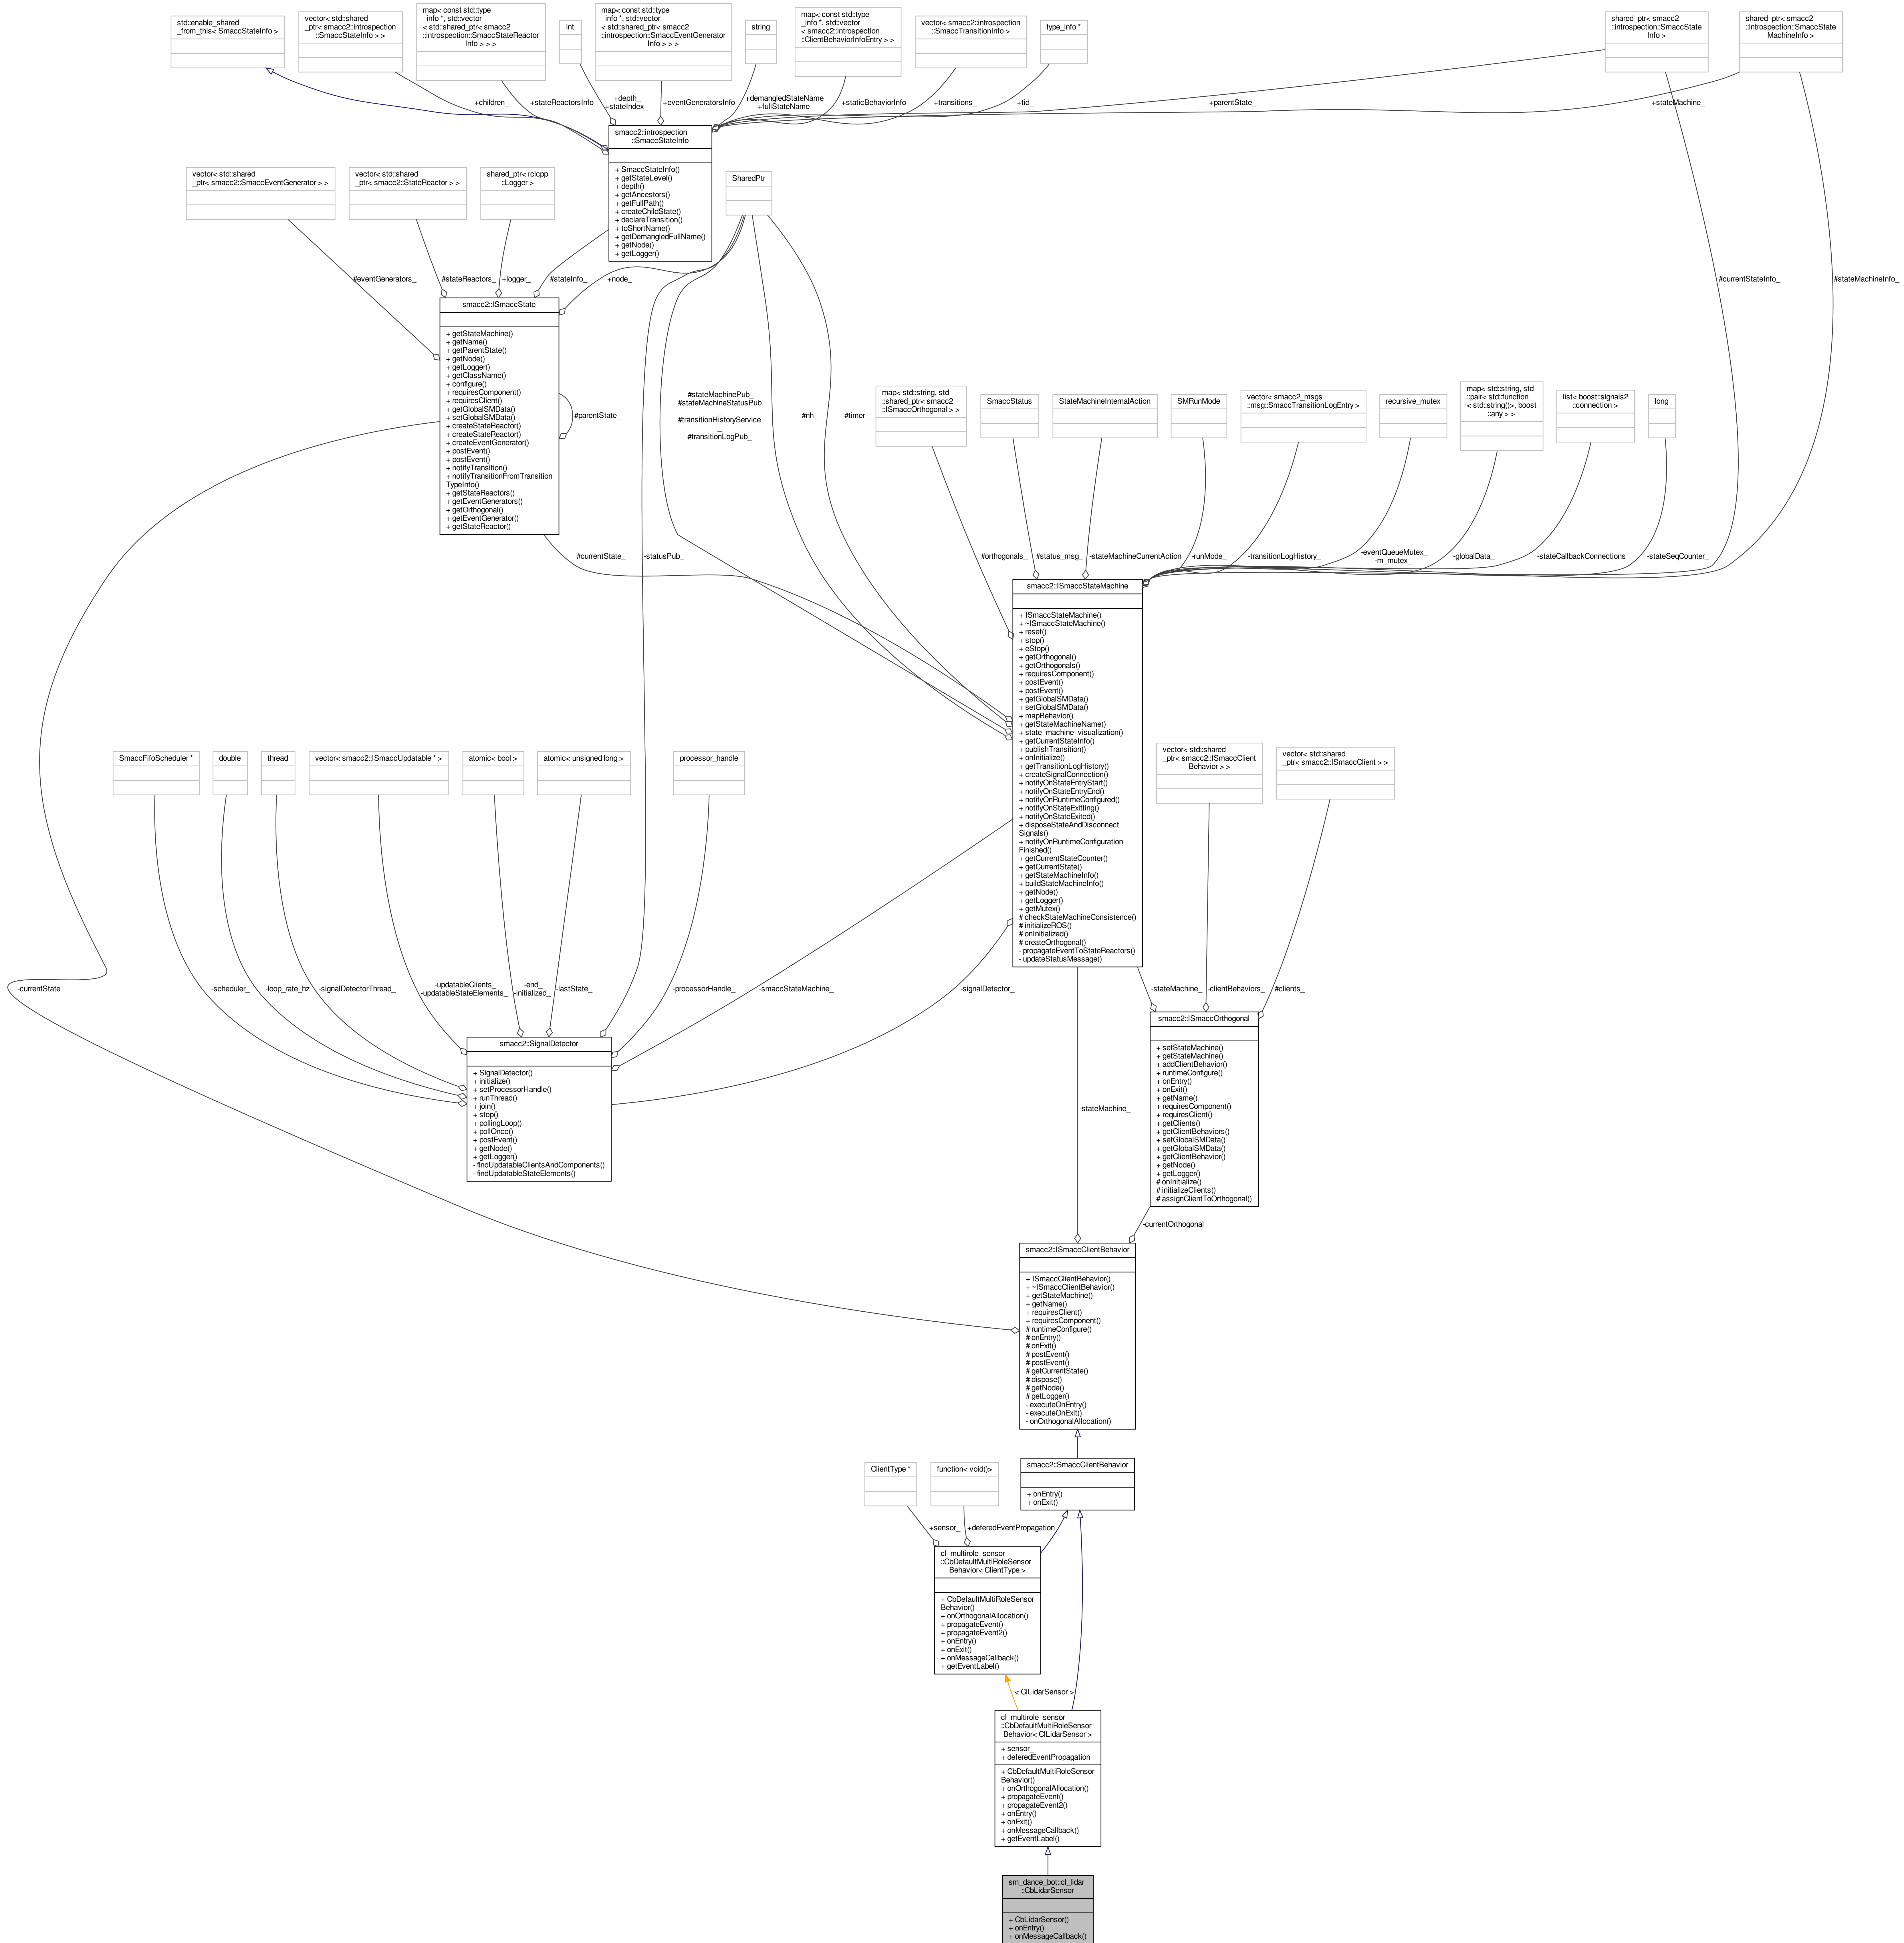 std::enable_shared
_from_this< SmaccStateInfo >
vector< std::shared
_ptr< smacc2::introspection
::SmaccStateInfo > >
map< const std::type
_info *, std::vector
< std::shared_ptr< smacc2
::introspection::SmaccStateReactor
Info > > >
int
map< const std::type
_info *, std::vector
< std::shared_ptr< smacc2
::introspection::SmaccEventGenerator
Info > > >
string
map< const std::type
_info *, std::vector
< smacc2::introspection
::ClientBehaviorInfoEntry > >
vector< smacc2::introspection
::SmaccTransitionInfo >
type_info *
shared_ptr< smacc2
::introspection::SmaccState
Info >
shared_ptr< smacc2
::introspection::SmaccState
MachineInfo >
+children_
+stateReactorsInfo
+depth_
+stateIndex_
+eventGeneratorsInfo
+demangledStateName
+fullStateName
+staticBehaviorInfo
+transitions_
+tid_
+parentState_
+stateMachine_
smacc2::introspection
::SmaccStateInfo
+ SmaccStateInfo()
+ getStateLevel()
+ depth()
+ getAncestors()
+ getFullPath()
+ createChildState()
+ declareTransition()
+ toShortName()
+ getDemangledFullName()
+ getNode()
+ getLogger()
vector< std::shared
_ptr< smacc2::SmaccEventGenerator > >
vector< std::shared
_ptr< smacc2::StateReactor > >
shared_ptr< rclcpp
::Logger >
SharedPtr
#eventGenerators_
#stateReactors_
+logger_
#stateInfo_
+node_
#currentStateInfo_
#stateMachineInfo_
smacc2::ISmaccState
+ getStateMachine()
+ getName()
+ getParentState()
+ getNode()
+ getLogger()
+ getClassName()
+ configure()
+ requiresComponent()
+ requiresClient()
+ getGlobalSMData()
+ setGlobalSMData()
+ createStateReactor()
+ createStateReactor()
+ createEventGenerator()
+ postEvent()
+ postEvent()
+ notifyTransition()
+ notifyTransitionFromTransition
TypeInfo()
+ getStateReactors()
+ getEventGenerators()
+ getOrthogonal()
+ getEventGenerator()
+ getStateReactor()
#parentState_
#stateMachinePub_
#stateMachineStatusPub
_
#transitionHistoryService
_
#transitionLogPub_
#nh_
#timer_
map< std::string, std
::shared_ptr< smacc2
::ISmaccOrthogonal > >
SmaccStatus
StateMachineInternalAction
SMRunMode
vector< smacc2_msgs
::msg::SmaccTransitionLogEntry >
recursive_mutex
map< std::string, std
::pair< std::function
< std::string()>, boost
::any > >
list< boost::signals2
::connection >
long
#currentState_
-statusPub_
#orthogonals_
#status_msg_
-stateMachineCurrentAction
-runMode_
-transitionLogHistory_
-eventQueueMutex_
-m_mutex_
-globalData_
-stateCallbackConnections
-stateSeqCounter_
smacc2::ISmaccStateMachine
+ ISmaccStateMachine()
+ ~ISmaccStateMachine()
+ reset()
+ stop()
+ eStop()
+ getOrthogonal()
+ getOrthogonals()
+ requiresComponent()
+ postEvent()
+ postEvent()
+ getGlobalSMData()
+ setGlobalSMData()
+ mapBehavior()
+ getStateMachineName()
+ state_machine_visualization()
+ getCurrentStateInfo()
+ publishTransition()
+ onInitialize()
+ getTransitionLogHistory()
+ createSignalConnection()
+ notifyOnStateEntryStart()
+ notifyOnStateEntryEnd()
+ notifyOnRuntimeConfigured()
+ notifyOnStateExitting()
+ notifyOnStateExited()
+ disposeStateAndDisconnect
Signals()
+ notifyOnRuntimeConfiguration
Finished()
+ getCurrentStateCounter()
+ getCurrentState()
+ getStateMachineInfo()
+ buildStateMachineInfo()
+ getNode()
+ getLogger()
+ getMutex()
# checkStateMachineConsistence()
# initializeROS()
# onInitialized()
# createOrthogonal()
- propagateEventToStateReactors()
- updateStatusMessage()
SmaccFifoScheduler *
double
thread
vector< smacc2::ISmaccUpdatable * >
atomic< bool >
atomic< unsigned long >
processor_handle
vector< std::shared
_ptr< smacc2::ISmaccClient
Behavior > >
vector< std::shared
_ptr< smacc2::ISmaccClient > >
-currentState
-scheduler_
-loop_rate_hz
-signalDetectorThread_
-updatableClients_
-updatableStateElements_
-end_
-initialized_
-lastState_
-processorHandle_
-smaccStateMachine_
-signalDetector_
-stateMachine_
-clientBehaviors_
#clients_
smacc2::SignalDetector
+ SignalDetector()
+ initialize()
+ setProcessorHandle()
+ runThread()
+ join()
+ stop()
+ pollingLoop()
+ pollOnce()
+ postEvent()
+ getNode()
+ getLogger()
- findUpdatableClientsAndComponents()
- findUpdatableStateElements()
smacc2::ISmaccOrthogonal
+ setStateMachine()
+ getStateMachine()
+ addClientBehavior()
+ runtimeConfigure()
+ onEntry()
+ onExit()
+ getName()
+ requiresComponent()
+ requiresClient()
+ getClients()
+ getClientBehaviors()
+ setGlobalSMData()
+ getGlobalSMData()
+ getClientBehavior()
+ getNode()
+ getLogger()
# onInitialize()
# initializeClients()
# assignClientToOrthogonal()
-stateMachine_
-currentOrthogonal
smacc2::ISmaccClientBehavior
+ ISmaccClientBehavior()
+ ~ISmaccClientBehavior()
+ getStateMachine()
+ getName()
+ requiresClient()
+ requiresComponent()
# runtimeConfigure()
# onEntry()
# onExit()
# postEvent()
# postEvent()
# getCurrentState()
# dispose()
# getNode()
# getLogger()
- executeOnEntry()
- executeOnExit()
- onOrthogonalAllocation()
ClientType *
function< void()>
smacc2::SmaccClientBehavior
+ onEntry()
+ onExit()
+sensor_
+deferedEventPropagation
cl_multirole_sensor
::CbDefaultMultiRoleSensor
Behavior< ClientType >
+ CbDefaultMultiRoleSensor
Behavior()
+ onOrthogonalAllocation()
+ propagateEvent()
+ propagateEvent2()
+ onEntry()
+ onExit()
+ onMessageCallback()
+ getEventLabel()
< ClLidarSensor >
cl_multirole_sensor
::CbDefaultMultiRoleSensor
Behavior< ClLidarSensor >
+ sensor_
+ deferedEventPropagation
+ CbDefaultMultiRoleSensor
Behavior()
+ onOrthogonalAllocation()
+ propagateEvent()
+ propagateEvent2()
+ onEntry()
+ onExit()
+ onMessageCallback()
+ getEventLabel()
sm_dance_bot::cl_lidar
::CbLidarSensor
+ CbLidarSensor()
+ onEntry()
+ onMessageCallback()